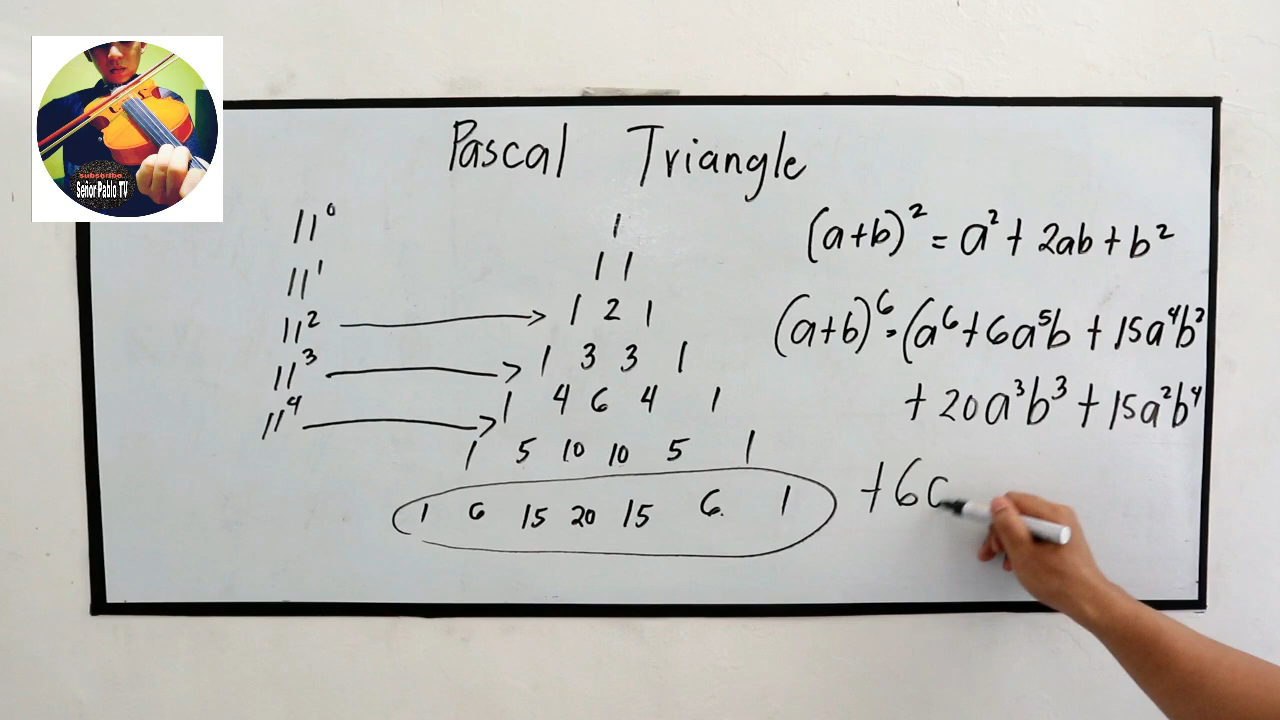 subscribe
Señor Pablo TV
Pascal Triangle
11⁰
11¹
11²
11³
11⁴
1
1 1
1 2 1
1 3 3 1
1 4 6 4 1
1 5 10 10 5 1
1 6 15 20 15 6. 1
(a+b)² = a² + 2ab + b²
(a+b)⁶ = (a⁶ + 6a⁵b + 15a⁴b²
+ 20a³b³ + 15a²b⁴
+6a